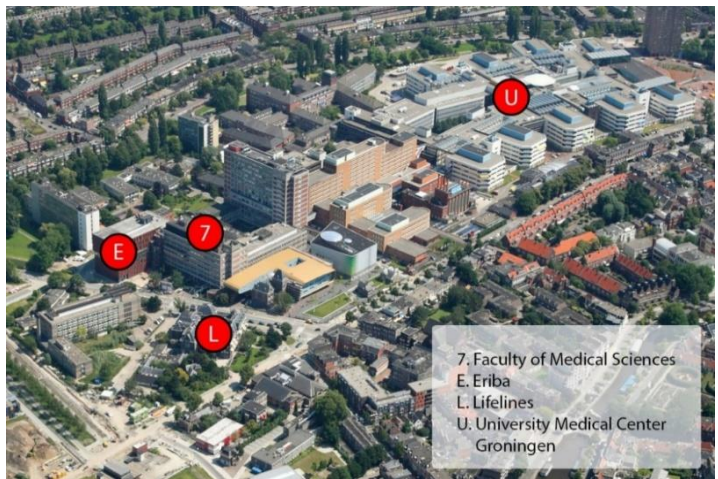 U
7
E
L
7. Faculty of Medical Sciences
E. Eriba
L. Lifelines
U. University Medical Center
Groningen